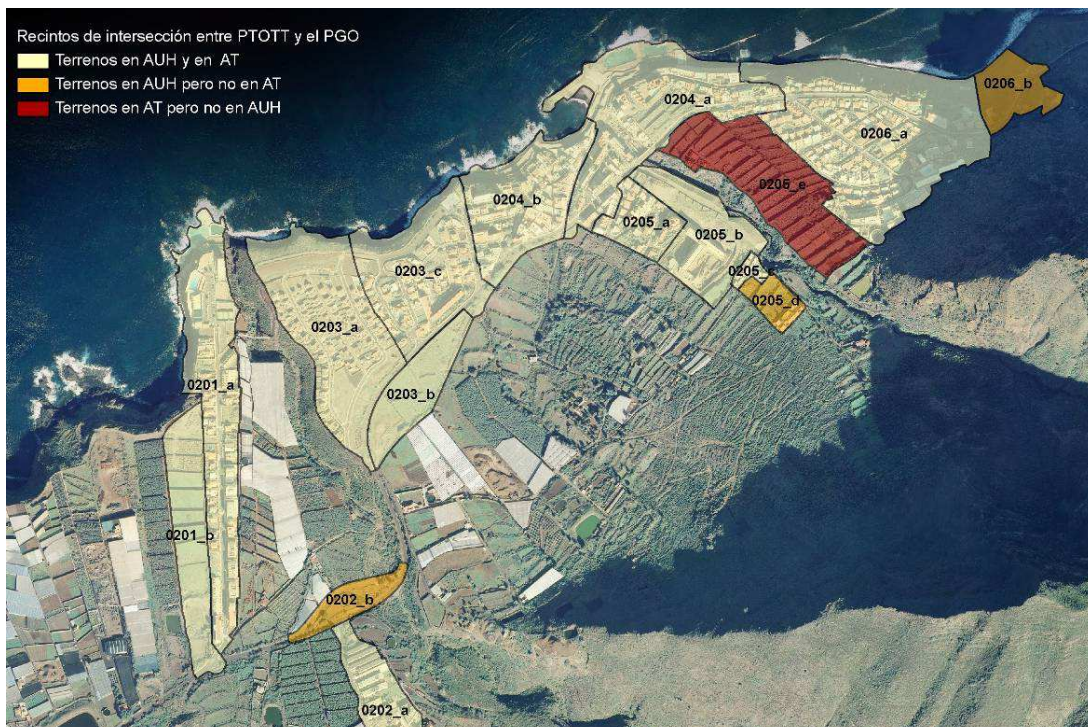 Recintos de intersección entre PTOTT y el PGO
Terrenos en AUH y en AT
Terrenos en AUH pero no en AT
Terrenos en AT pero no en AUH
0206_b
0204_a
0206_a
0205_e
0204_b
0205_a
0205_b
0203_c
0205_c
0205_d
0203_a
0201_a
0203_b
0201_b
0202_b
0202_a